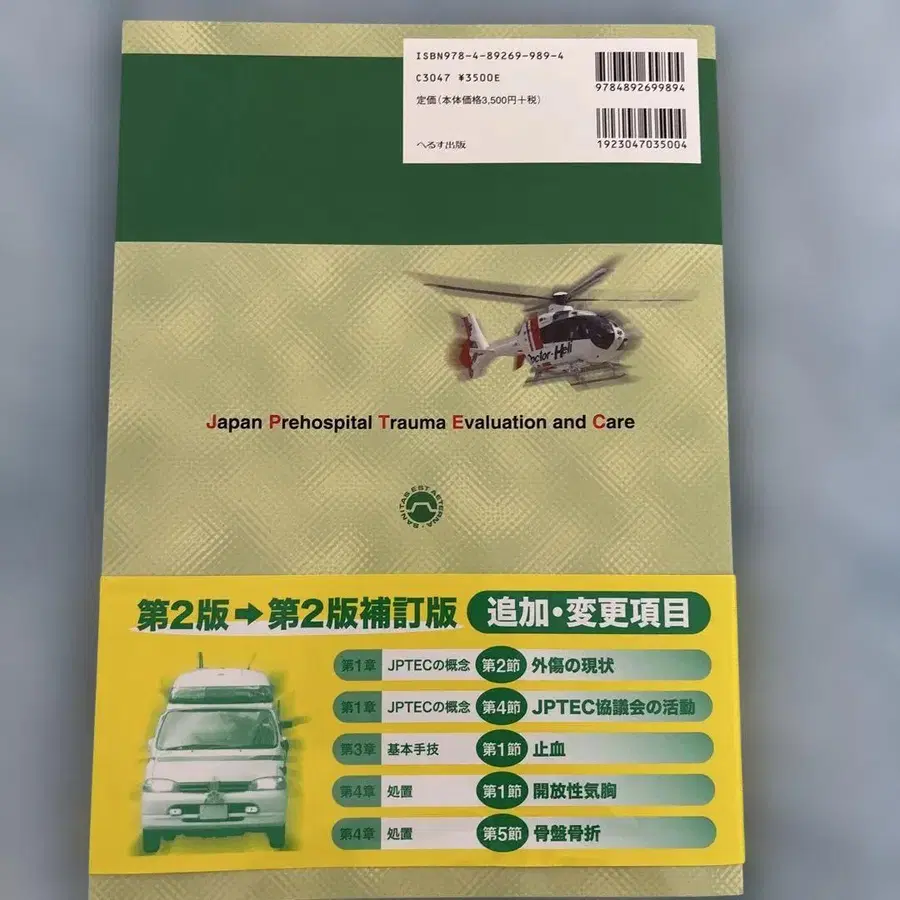 ISBN978-4-89269-989-4
C3047 ¥3500E
定価(本体価格3,500円+税)
へるす出版
9784892699894
1923047035004
Doctor-Heli
Japan Prehospital Trauma Evaluation and Care
SANITAS EST AETERNA
第2版➡第2版補訂版 追加・変更項目
第1章 JPTECの概念 第2節 外傷の現状
第1章 JPTECの概念 第4節 JPTEC協議会の活動
第3章 基本手技 第1節 止血
第4章 処置 第1節 開放性気胸
第4章 処置 第5節 骨盤骨折